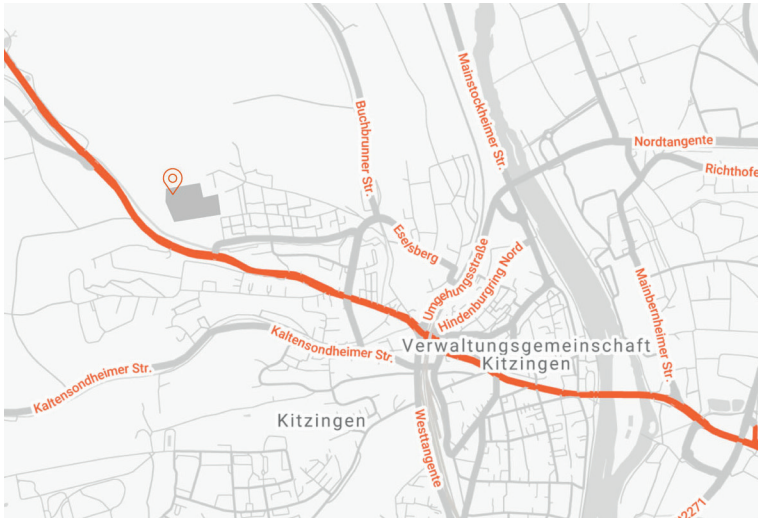 Mainstockheimer Str.
Buchbrunner Str.
Nordtangente
Richthofe
Eselsberg
Umgehungsstraße
Hindenburgring Nord
Mainbernheimer Str.
Kaltensondheimer Str.
Verwaltungsgemeinschaft
Kitzingen
Kaltensondheimer Str.
Kitzingen
Westtangente
2271